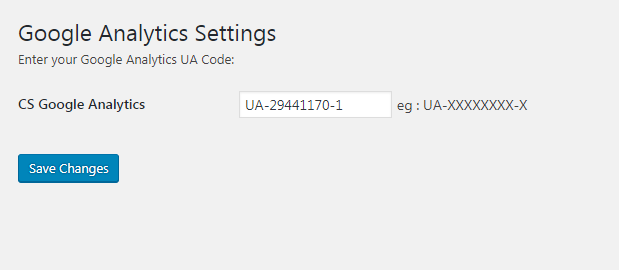 Google Analytics Settings
Enter your Google Analytics UA Code:
CS Google Analytics UA-29441170-1 eg : UA-XXXXXXXX-X
Save Changes